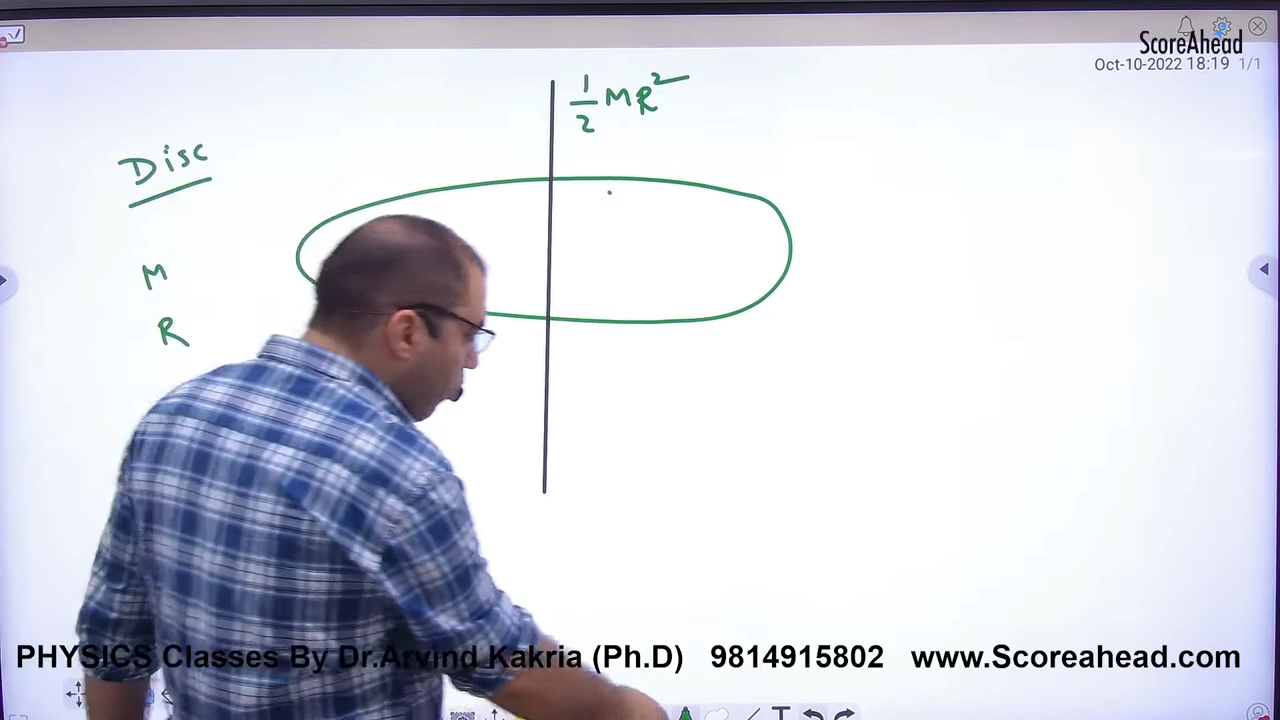 ScoreAhead
Oct-10-2022 18:19 1/1
1/2 MR²
Disc
M
R
PHYSICS Classes By Dr.Arvind Kakria (Ph.D) 9814915802 www.Scoreahead.com